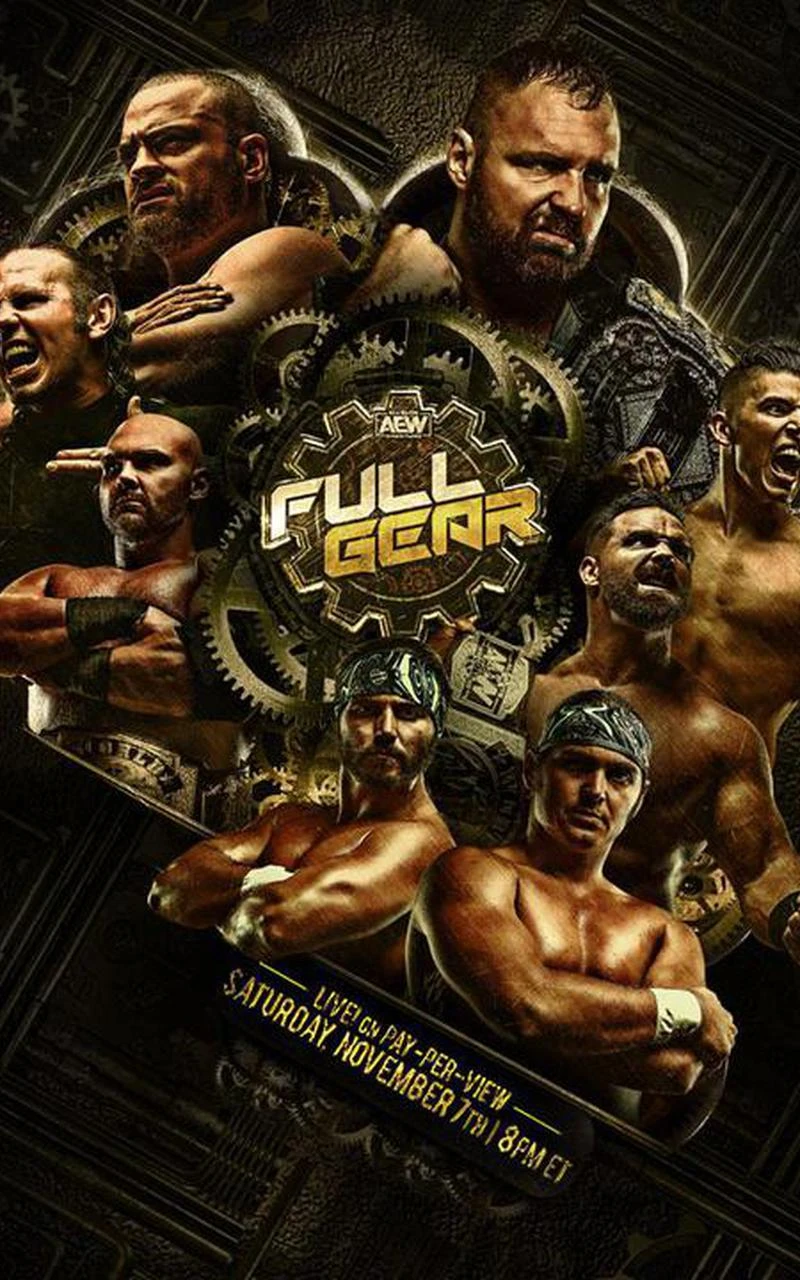 AEW
FULL
GEAR
LIVE! ON PAY-PER-VIEW
SATURDAY, NOVEMBER 7TH | 8PM ET